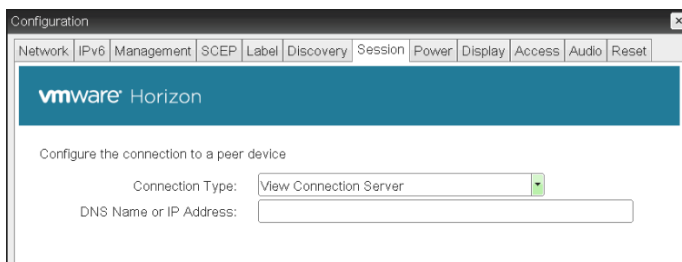 Configuration
Network IPv6 Management SCEP Label Discovery Session Power Display Access Audio Reset
vmware Horizon
Configure the connection to a peer device
Connection Type: View Connection Server
DNS Name or IP Address: